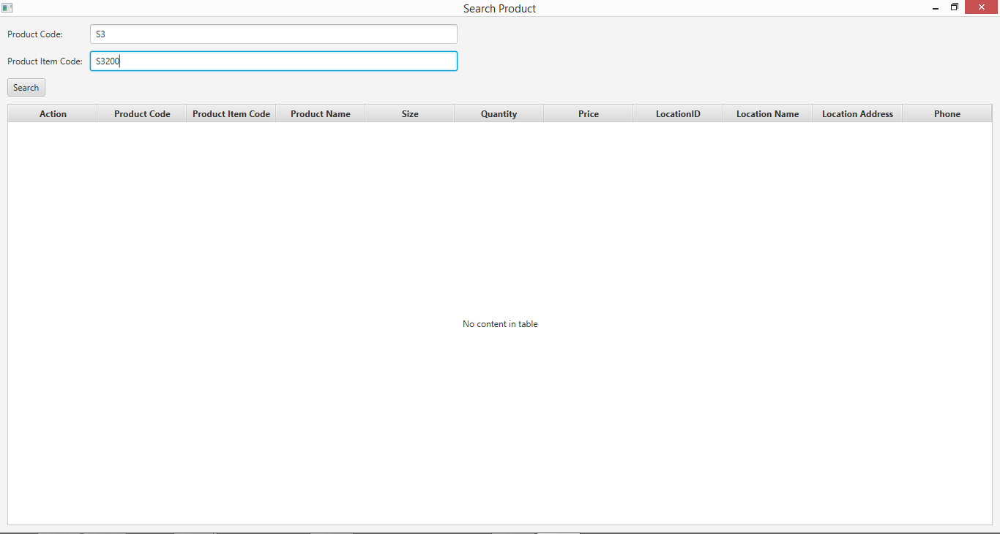 Search Product
Product Code: S3
Product Item Code: S3200
Search
Action Product Code Product Item Code Product Name Size Quantity Price LocationID Location Name Location Address Phone
No content in table